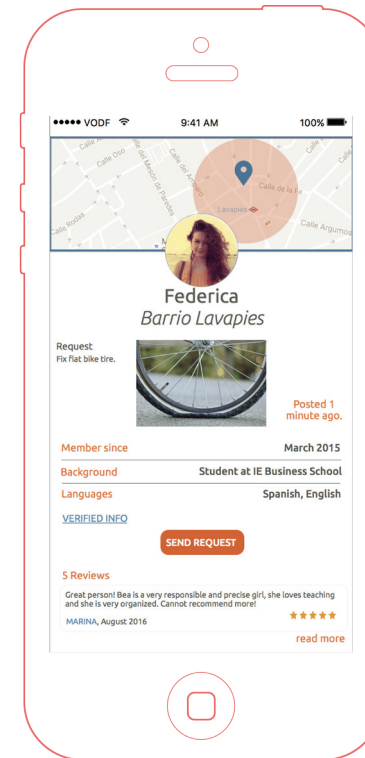 VODF 9:41 AM 100%
Calle Oso
Calle del Mesón de Paredes
Calle del Amparo
Calle de la Fe
Lavapies
Calle Rodas
Calle Argumos
Federica
Barrio Lavapies
Request
Fix flat bike tire.
Posted 1
minute ago.
Member since March 2015
Background Student at IE Business School
Languages Spanish, English
VERIFIED INFO
SEND REQUEST
5 Reviews
Great person! Bea is a very responsible and precise girl, she loves teaching
and she is very organized. Cannot recommend more!
MARINA, August 2016
read more